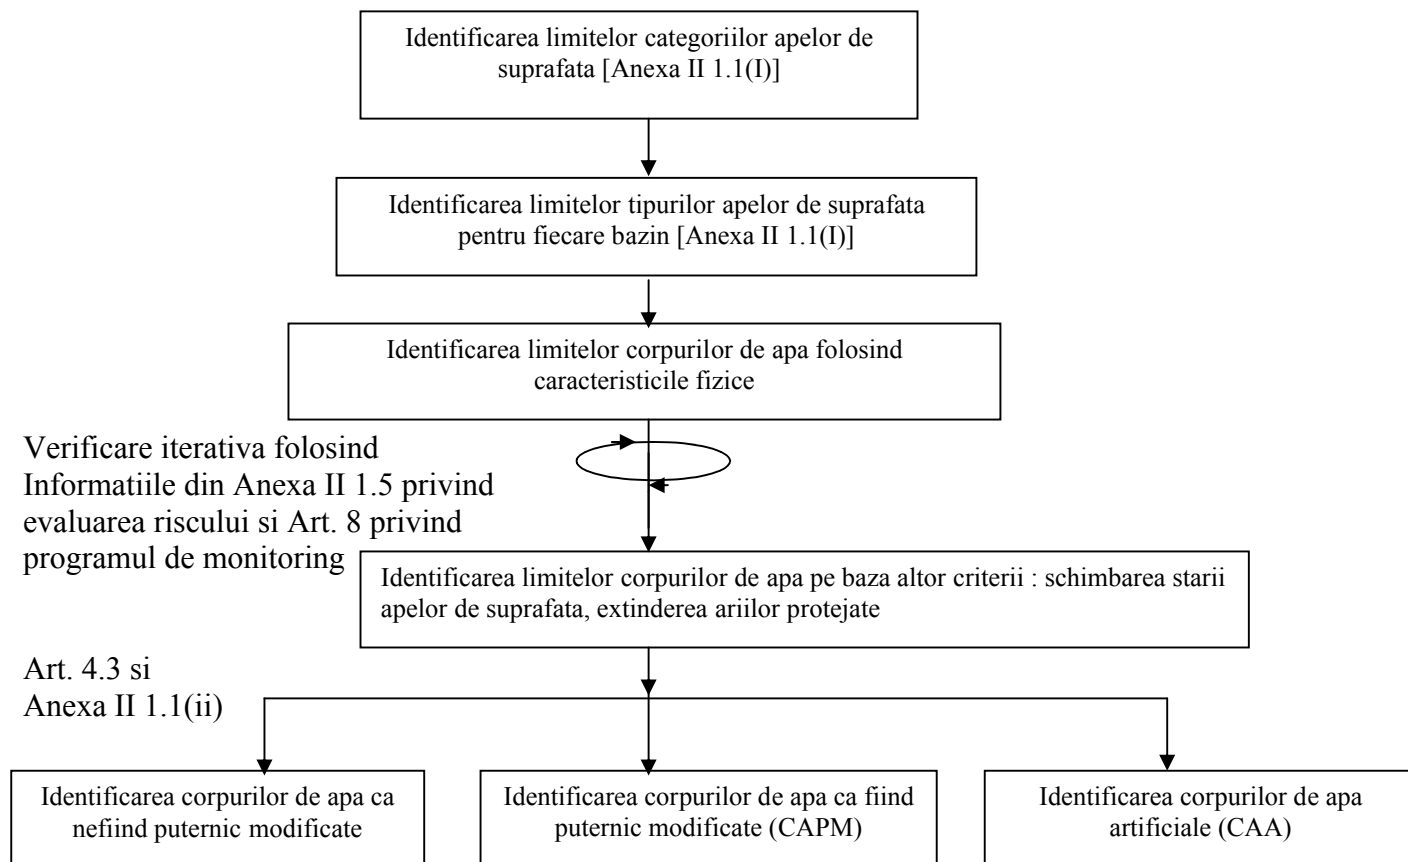 Identificarea limitelor categoriilor apelor de
suprafata [Anexa II 1.1(I)]
Identificarea limitelor tipurilor apelor de suprafata
pentru fiecare bazin [Anexa II 1.1(I)]
Identificarea limitelor corpurilor de apa folosind
caracteristicile fizice
Verificare iterativa folosind
Informatiile din Anexa II 1.5 privind
evaluarea riscului si Art. 8 privind
programul de monitoring
Identificarea limitelor corpurilor de apa pe baza altor criterii : schimbarea starii
apelor de suprafata, extinderea ariilor protejate
Art. 4.3 si
Anexa II 1.1(ii)
Identificarea corpurilor de apa ca
nefiind puternic modificate
Identificarea corpurilor de apa ca fiind
puternic modificate (CAPM)
Identificarea corpurilor de apa
artificiale (CAA)